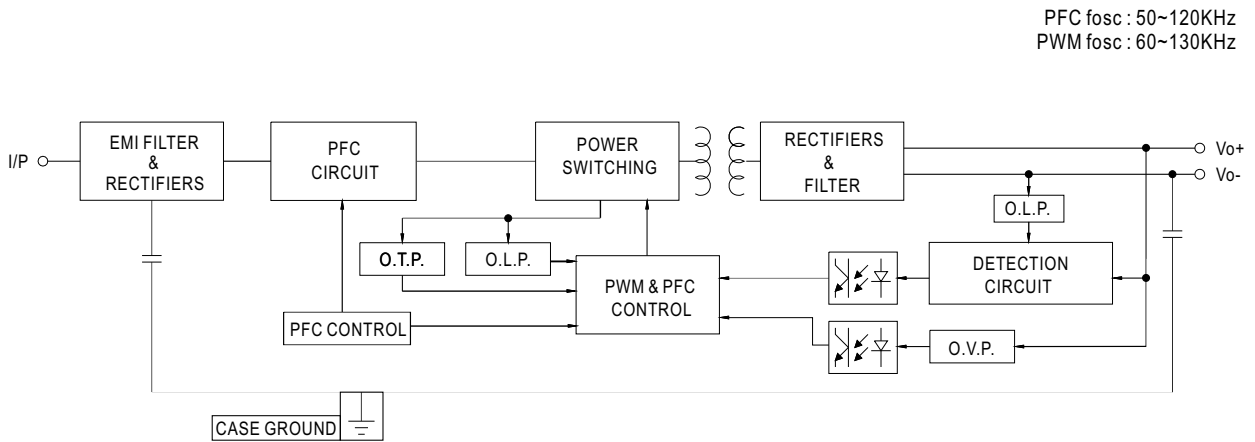 PFC fosc : 50~120KHz
PWM fosc : 60~130KHz
I/P
EMI FILTER
&
RECTIFIERS
PFC
CIRCUIT
POWER
SWITCHING
RECTIFIERS
&
FILTER
Vo+
Vo-
O.L.P.
O.T.P.
O.L.P.
PWM & PFC
CONTROL
DETECTION
CIRCUIT
PFC CONTROL
O.V.P.
CASE GROUND